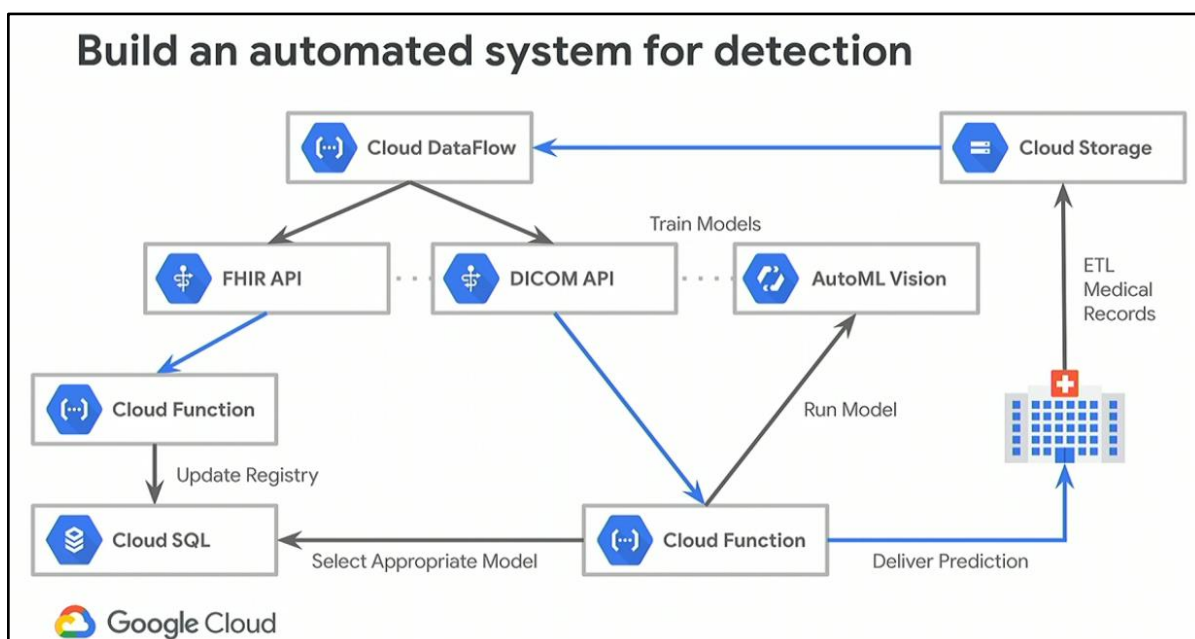 Build an automated system for detection
Cloud DataFlow
Cloud Storage
Train Models
FHIR API
DICOM API
AutoML Vision
ETL
Medical
Records
Cloud Function
Run Model
Update Registry
Cloud SQL
Select Appropriate Model
Cloud Function
Deliver Prediction
Google Cloud